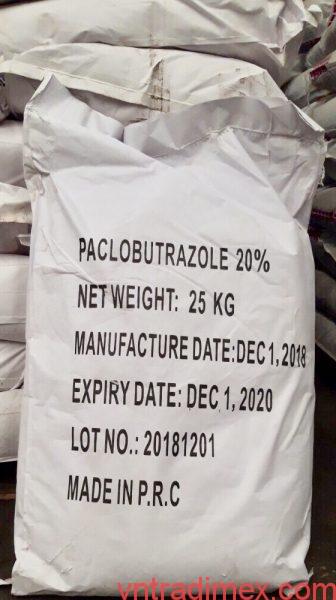 PACLOBUTRAZOLE 20%
NET WEIGHT: 25 KG
MANUFACTURE DATE:DEC 1, 2018
EXPIRY DATE: DEC 1, 2020
LOT NO.: 20181201
MADE IN P.R.C
vntradimex.com